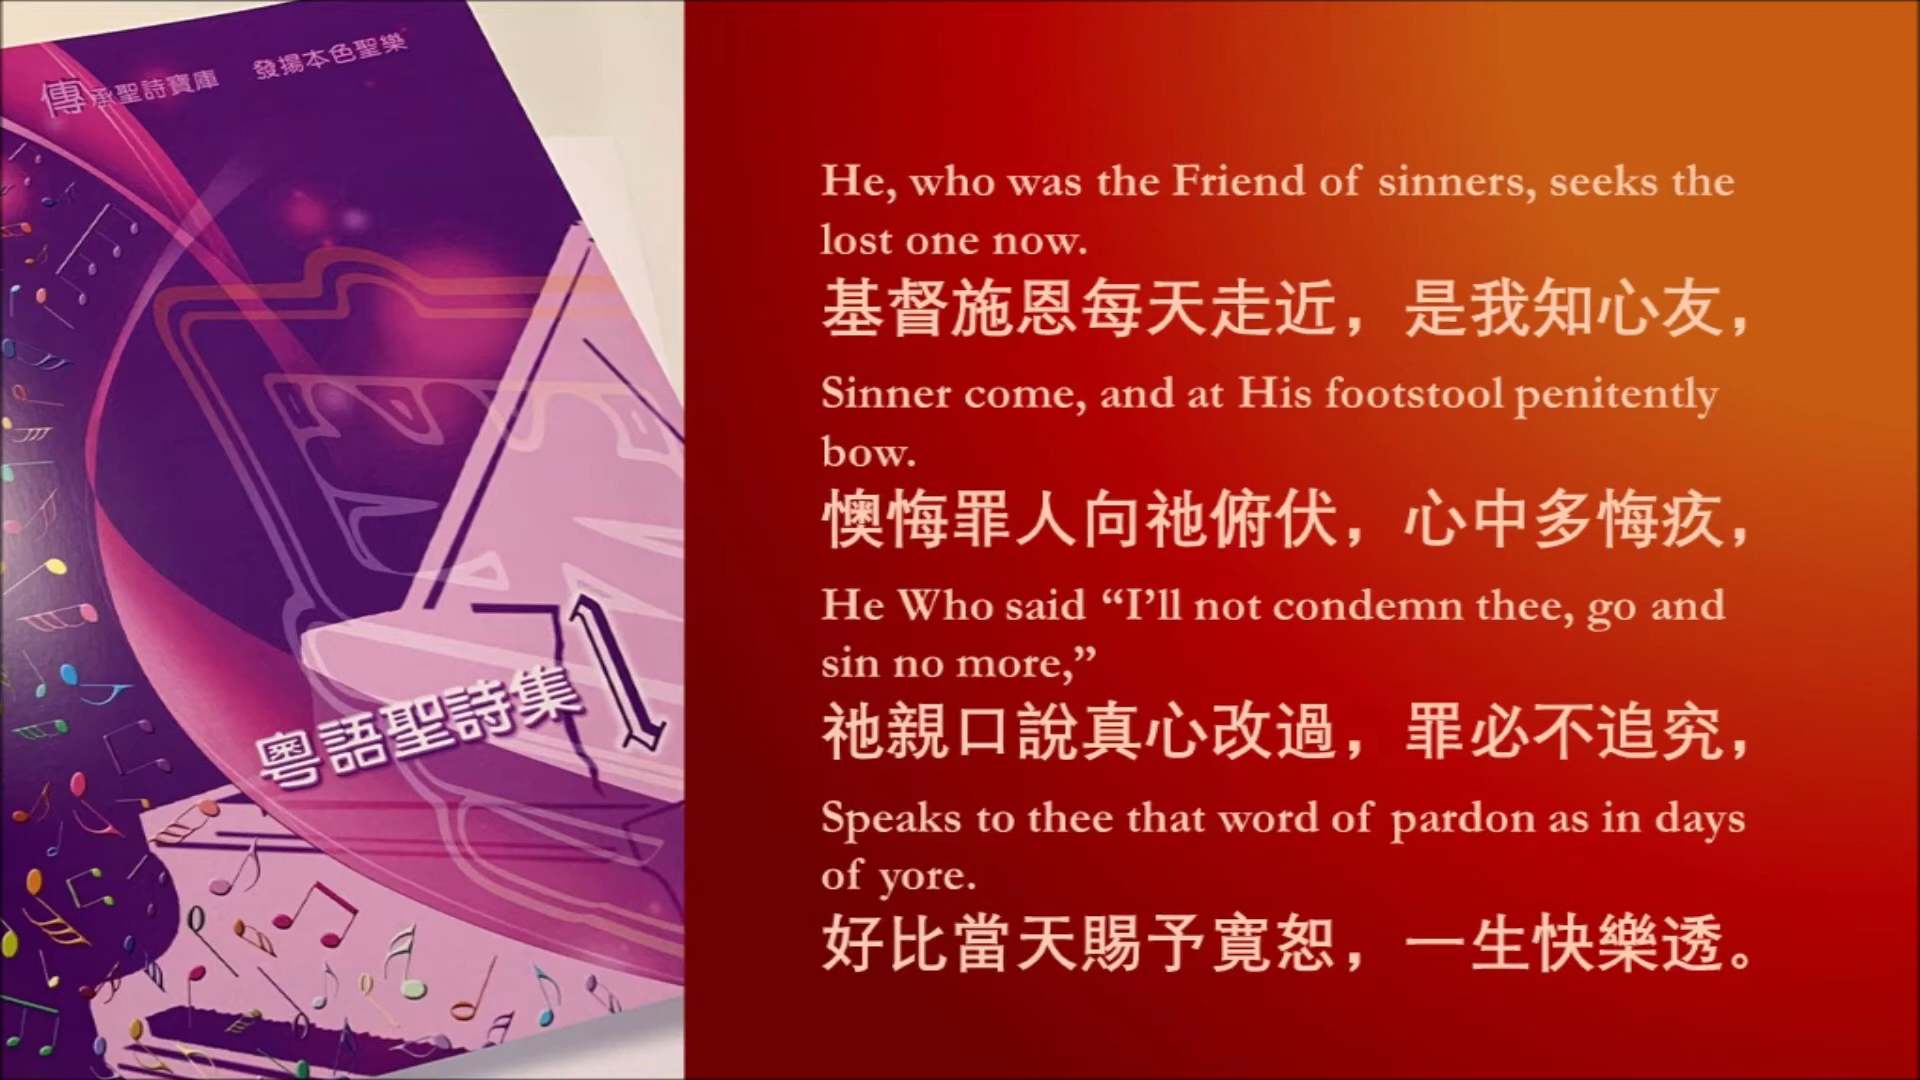 傳承聖詩寶庫 發揚本色聖樂
粵語聖詩集
1
He, who was the Friend of sinners, seeks the
lost one now.
基督施恩每天走近，是我知心友，
Sinner come, and at His footstool penitently
bow.
懊悔罪人向祂俯伏，心中多悔疚，
He Who said “I’ll not condemn thee, go and
sin no more,”
祂親口說真心改過，罪必不追究，
Speaks to thee that word of pardon as in days
of yore.
好比當天賜予寬恕，一生快樂透。